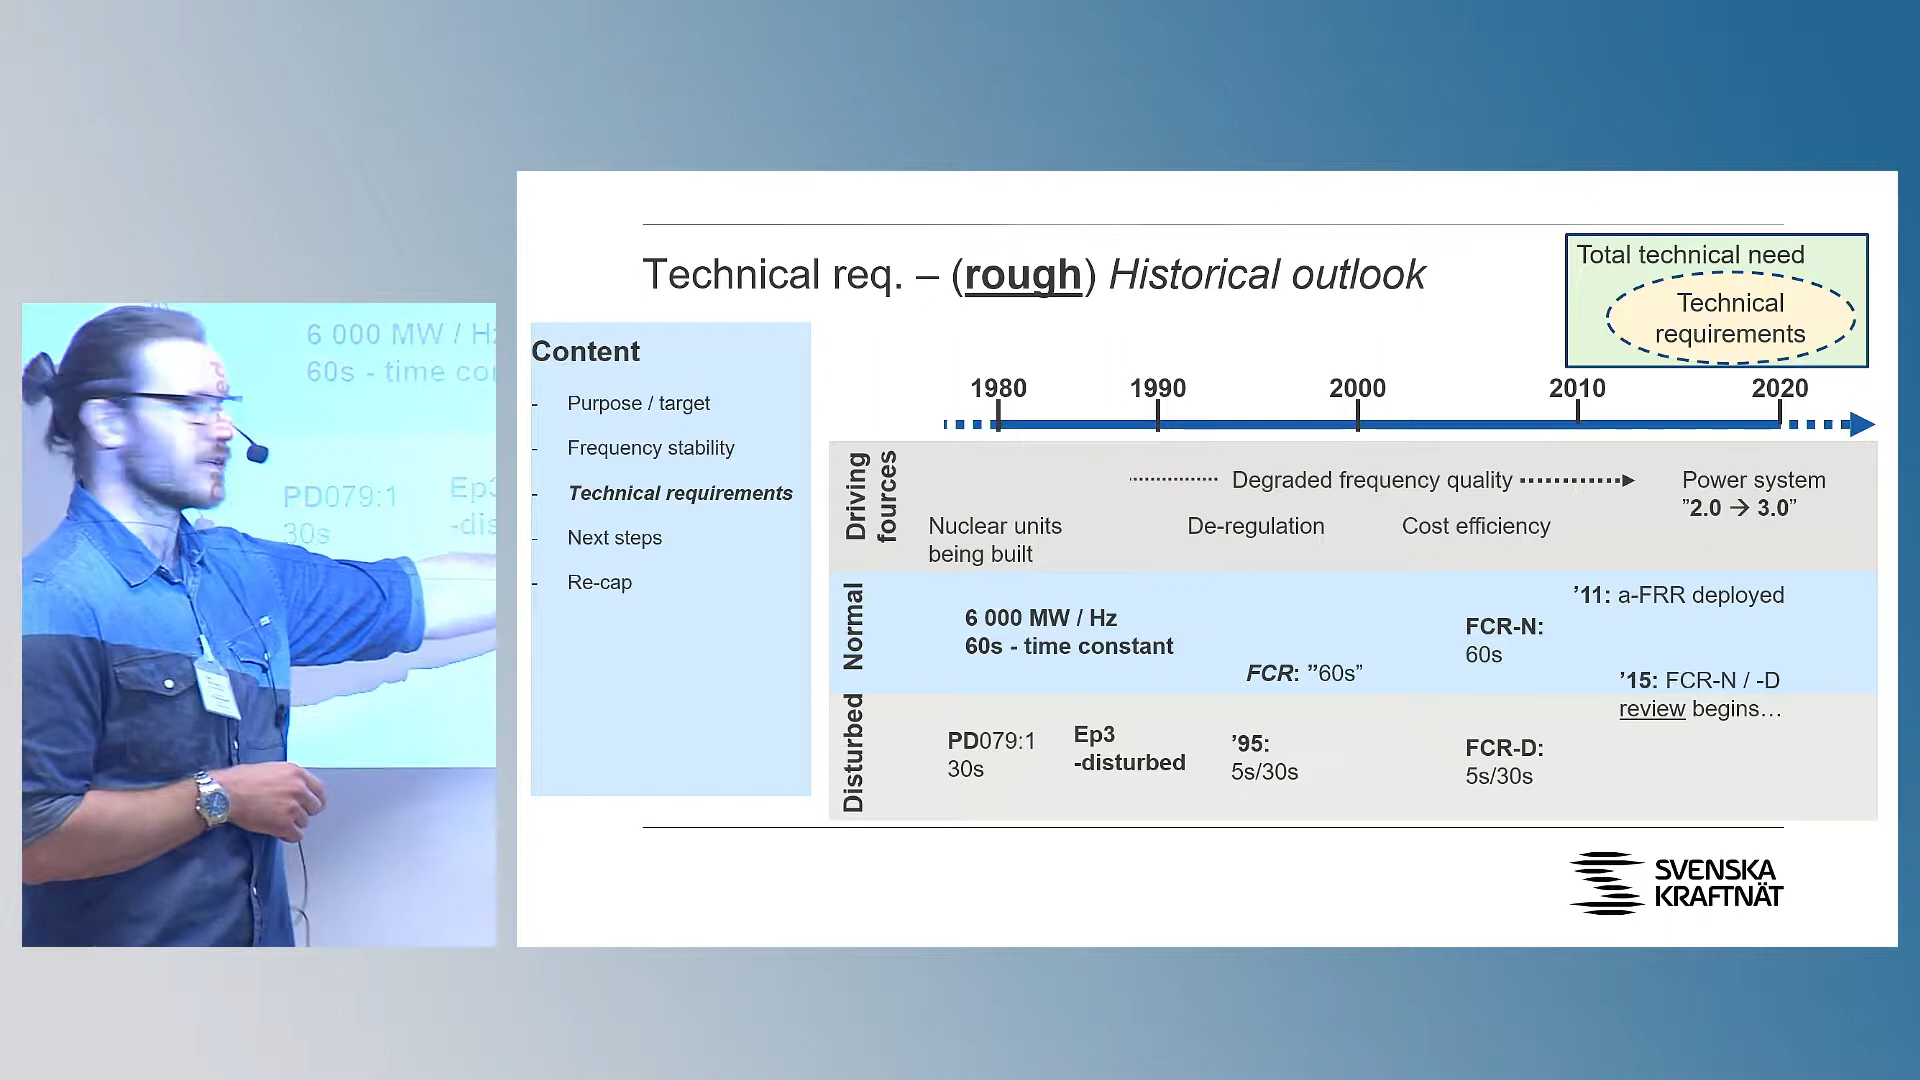 6 000 MW / Hz
60s - time con
PD079:1
30s
Ep3
-dis
Technical req. – (rough) Historical outlook
Total technical need
Technical
requirements
Content
- Purpose / target
- Frequency stability
- Technical requirements
- Next steps
- Re-cap
1980 1990 2000 2010 2020
Driving
fources
Degraded frequency quality
Power system
”2.0 → 3.0”
Nuclear units
being built
De-regulation
Cost efficiency
Normal
6 000 MW / Hz
60s - time constant
FCR: ”60s”
FCR-N:
60s
’11: a-FRR deployed
’15: FCR-N / -D
review begins…
Disturbed
PD079:1
30s
Ep3
-disturbed
’95:
5s/30s
FCR-D:
5s/30s
SVENSKA
KRAFTNÄT